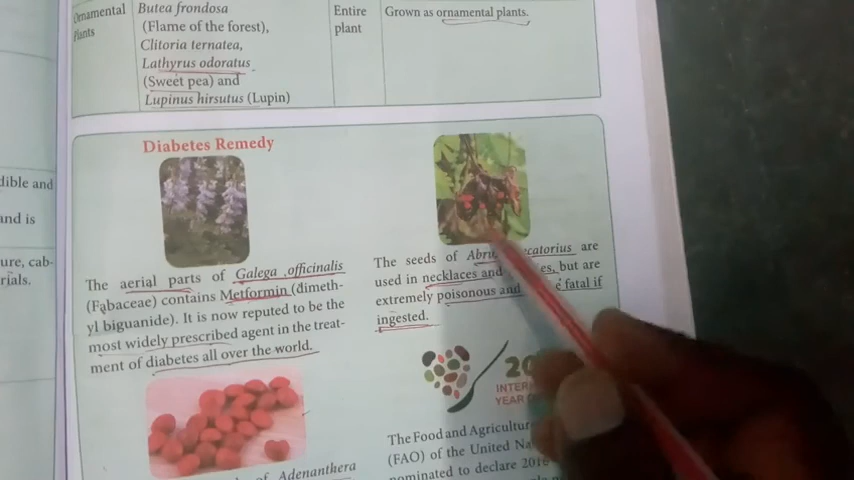 Ornamental
Plants
Butea frondosa
(Flame of the forest),
Clitoria ternatea,
Lathyrus odoratus
(Sweet pea) and
Lupinus hirsutus (Lupin)
Entire
plant
Grown as ornamental plants.
dible and
and is
ure, cab-
rials.
Diabetes Remedy
The aerial parts of Galega officinalis
(Fabaceae) contains Metformin (dimeth-
yl biguanide). It is now reputed to be the
most widely prescribed agent in the treat-
ment of diabetes all over the world.
of Adenanthera
The seeds of Abru catorius are
used in necklaces and es, but are
extremely poisonous and fatal if
ingested.
20
INTER
YEAR
The Food and Agricultur
(FAO) of the United Na
nominated to declare 2016